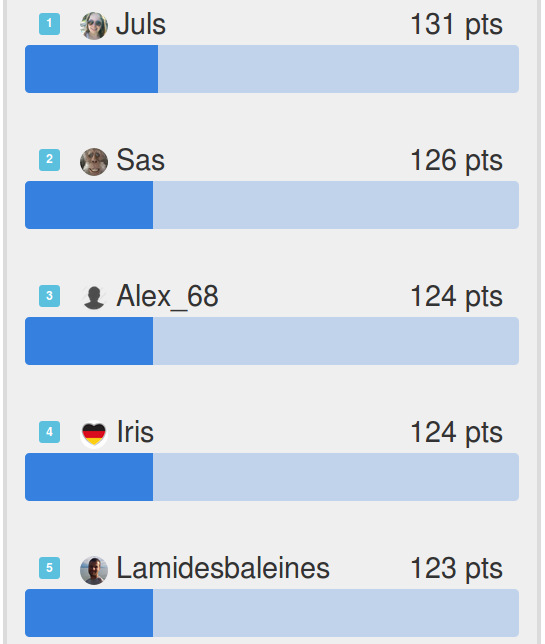 1 Juls 131 pts
2 Sas 126 pts
3 Alex_68 124 pts
4 Iris 124 pts
5 Lamidesbaleines 123 pts